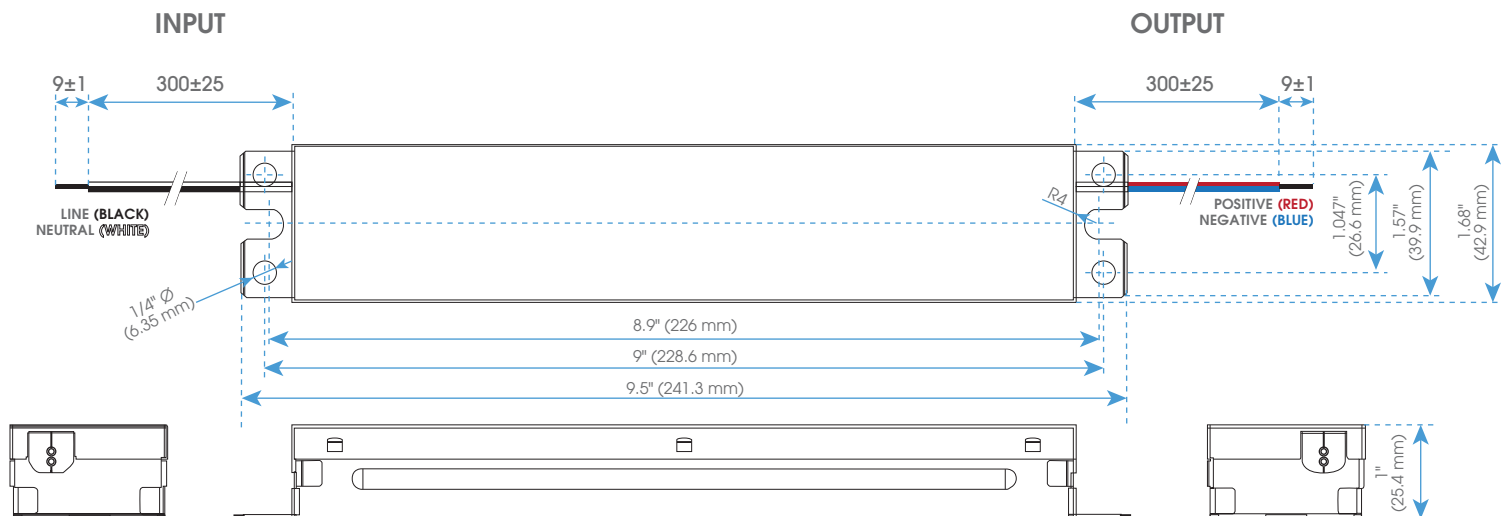 INPUT
OUTPUT
9±1
300±25
300±25
9±1
LINE (BLACK)
NEUTRAL (WHITE)
R4
POSITIVE (RED)
NEGATIVE (BLUE)
1.047"
(26.6 mm)
1.57"
(39.9 mm)
1.68"
(42.9 mm)
1/4" Ø
(6.35 mm)
8.9" (226 mm)
9" (228.6 mm)
9.5" (241.3 mm)
1"
(25.4 mm)